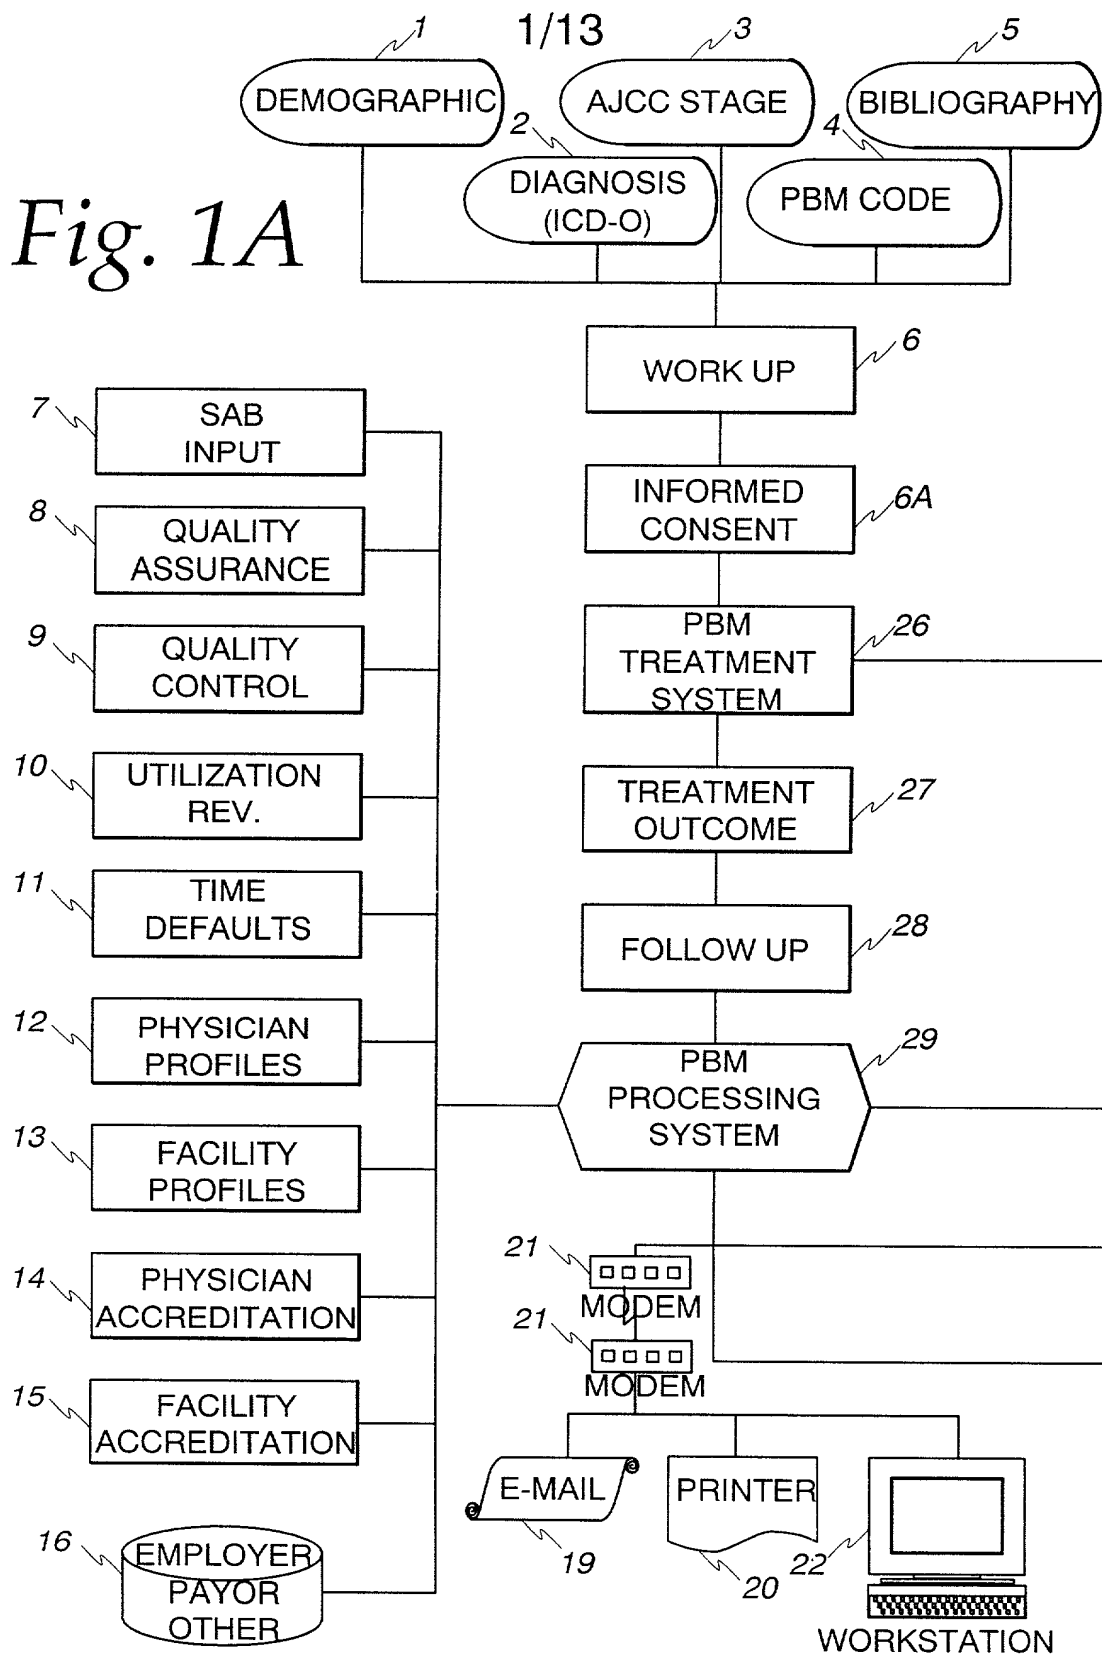 1/13
1
3
5
DEMOGRAPHIC
AJCC STAGE
BIBLIOGRAPHY
2
4
DIAGNOSIS
(ICD-O)
PBM CODE
Fig. 1A
6
WORK UP
7
SAB
INPUT
INFORMED
CONSENT
6A
8
QUALITY
ASSURANCE
PBM
TREATMENT
SYSTEM
26
9
QUALITY
CONTROL
10
UTILIZATION
REV.
TREATMENT
OUTCOME
27
11
TIME
DEFAULTS
FOLLOW UP
28
12
PHYSICIAN
PROFILES
PBM
PROCESSING
SYSTEM
29
13
FACILITY
PROFILES
14
PHYSICIAN
ACCREDITATION
21
MODEM
21
MODEM
15
FACILITY
ACCREDITATION
E-MAIL
PRINTER
19
20
22
16
EMPLOYER
PAYOR
OTHER
WORKSTATION